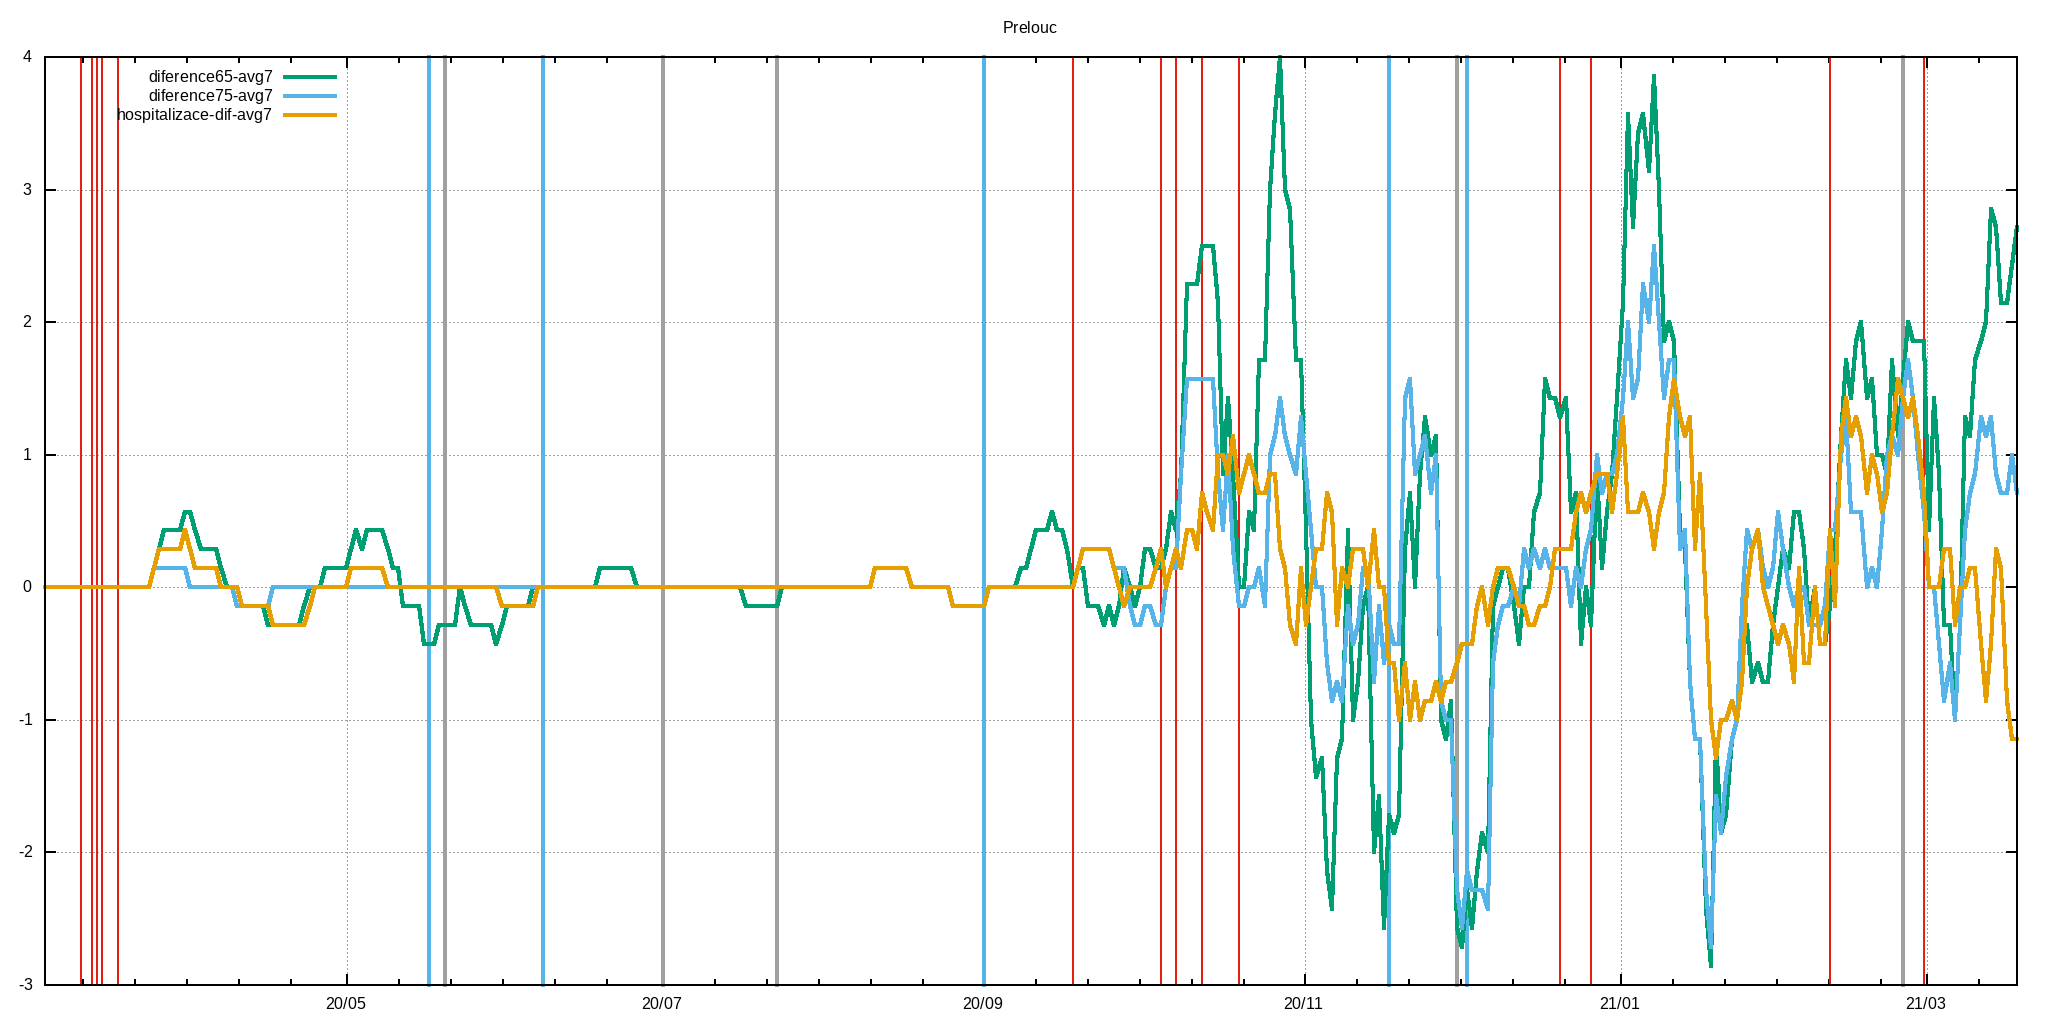 Prelouc
diference65-avg7
diference75-avg7
hospitalizace-dif-avg7
4
3
2
1
0
-1
-2
-3
20/05 20/07 20/09 20/11 21/01 21/03